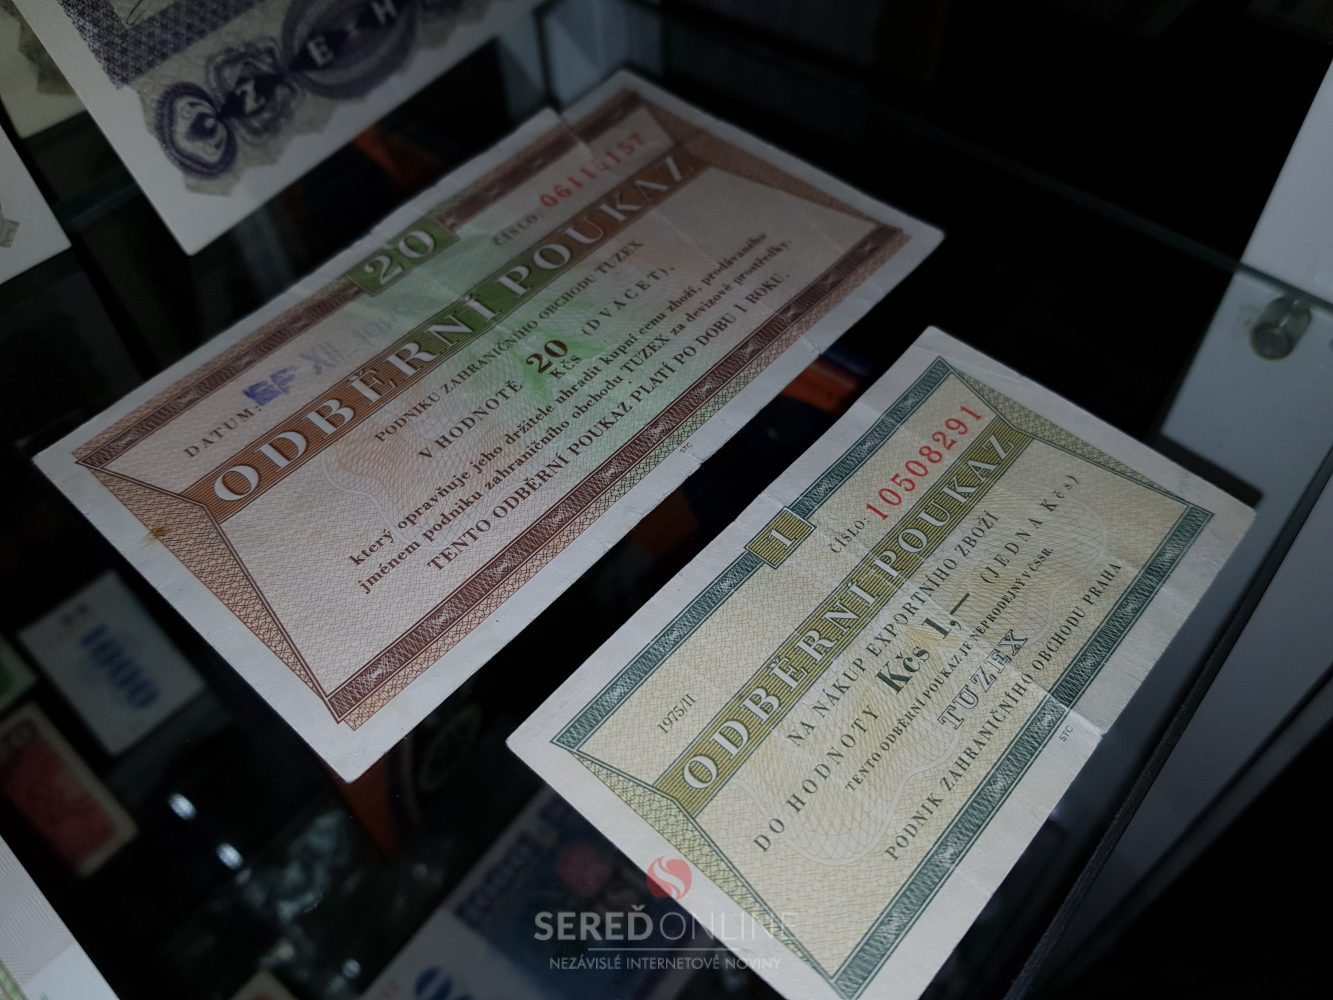 20
ČÍSLO: 06115157
DATUM:
ODBĚRNÍ POUKAZ
PODNIKU ZAHRANIČNÍHO OBCHODU TUZEX
V HODNOTĚ 20 (DVACET),
Kčs
který opravňuje jeho držitele uhradit kupní cenu zboží, prodávaného
jménem podniku zahraničního obchodu TUZEX za devizové prostředky.
TENTO ODBĚRNÍ POUKAZ PLATÍ PO DOBU 1 ROKU.
STC
1
ČÍSLO: 10508291
1975/II
ODBĚRNÍ POUKAZ
NA NÁKUP EXPORTNÍHO ZBOŽÍ
DO HODNOTY Kčs 1,— (JEDNA Kčs)
TENTO ODBĚRNÍ POUKAZ JE NEPRODEJNÝ V ČSSR.
TUZEX
PODNIK ZAHRANIČNÍHO OBCHODU PRAHA
STC
1000
SEREĎONLINE
NEZÁVISLÉ INTERNETOVÉ NOVINY